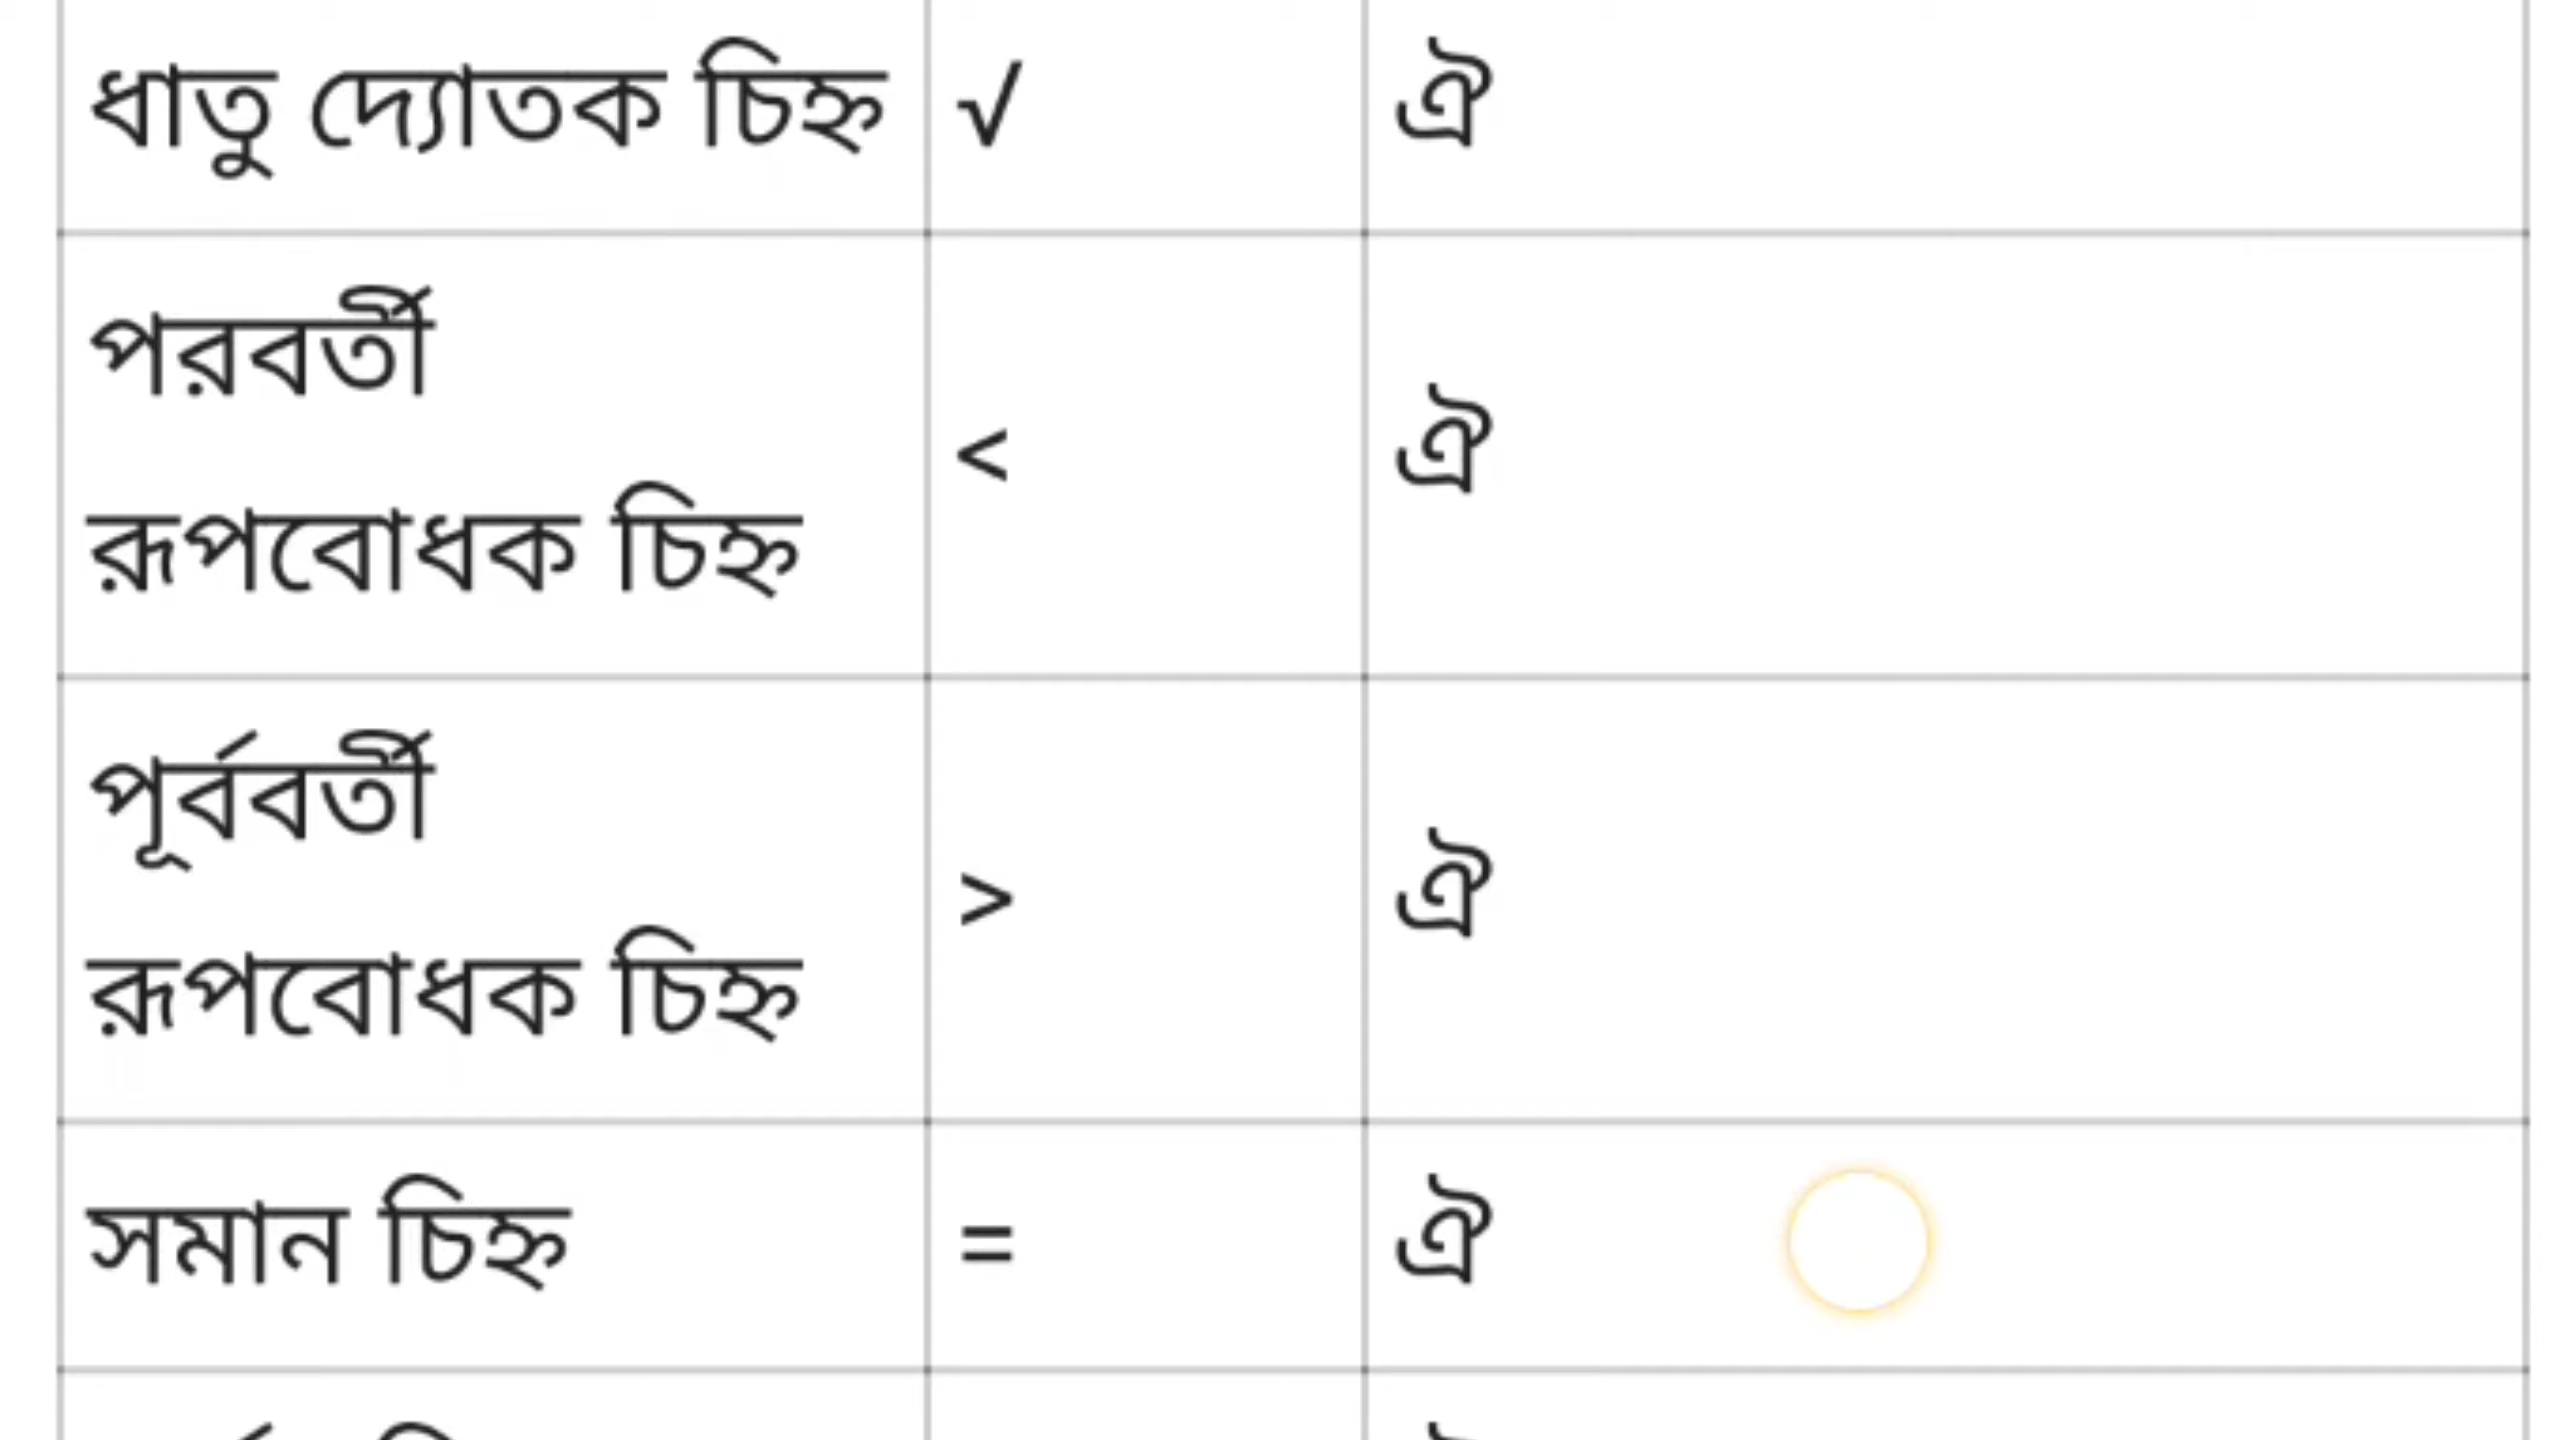 ধাতু দ্যোতক চিহ্ন √ ঐ
পরবর্তী
রূপবোধক চিহ্ন < ঐ
পূর্ববর্তী
রূপবোধক চিহ্ন > ঐ
সমান চিহ্ন = ঐ